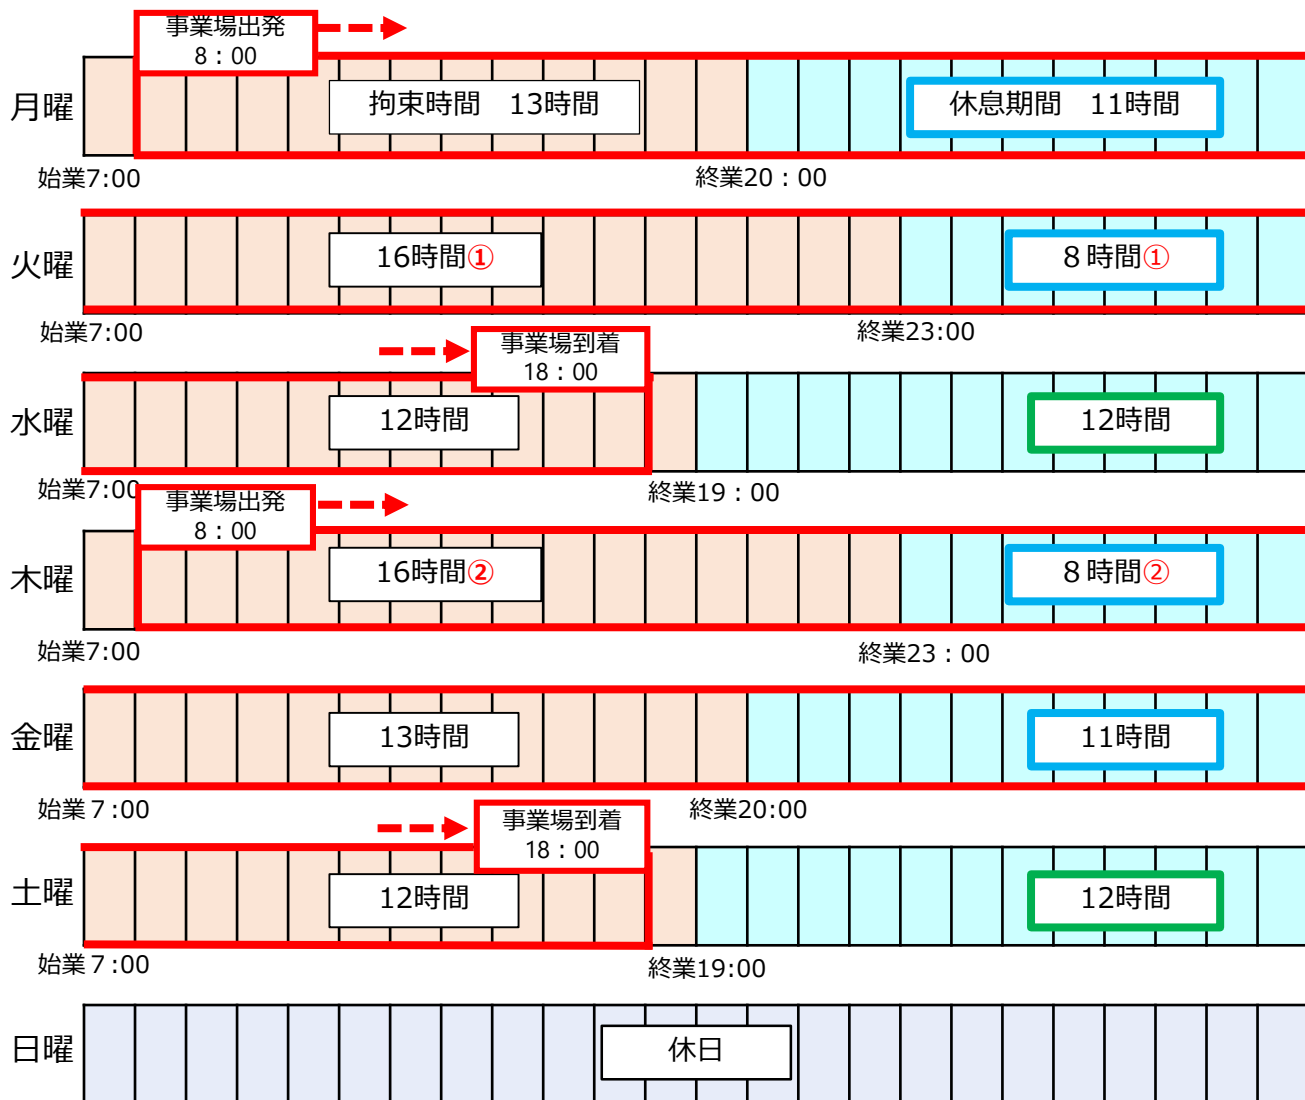 事業場出発
8：00
月曜
拘束時間　13時間
休息期間　11時間
始業7:00
終業20：00
火曜
16時間①
８時間①
始業7:00
終業23:00
事業場到着
18：00
水曜
12時間
12時間
始業7:00
終業19：00
事業場出発
8：00
木曜
16時間②
８時間②
始業7:00
終業23：00
金曜
13時間
11時間
始業７:00
終業20:00
事業場到着
18：00
土曜
12時間
12時間
始業７:00
終業19:00
日曜
休日